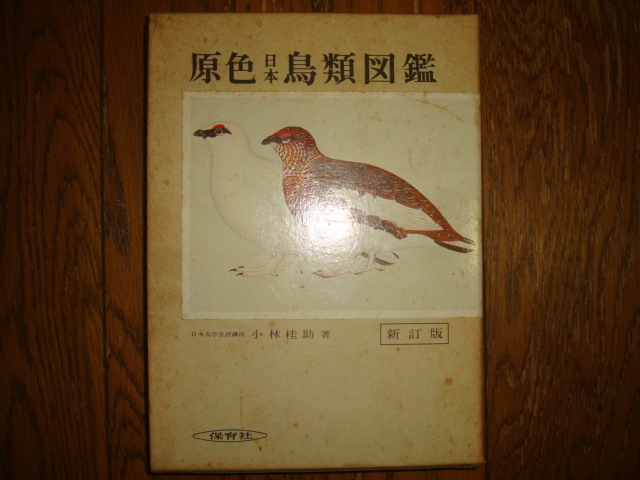 原色日本鳥類図鑑
日本鳥学会評議員 小林桂助 著
新訂版
保育社